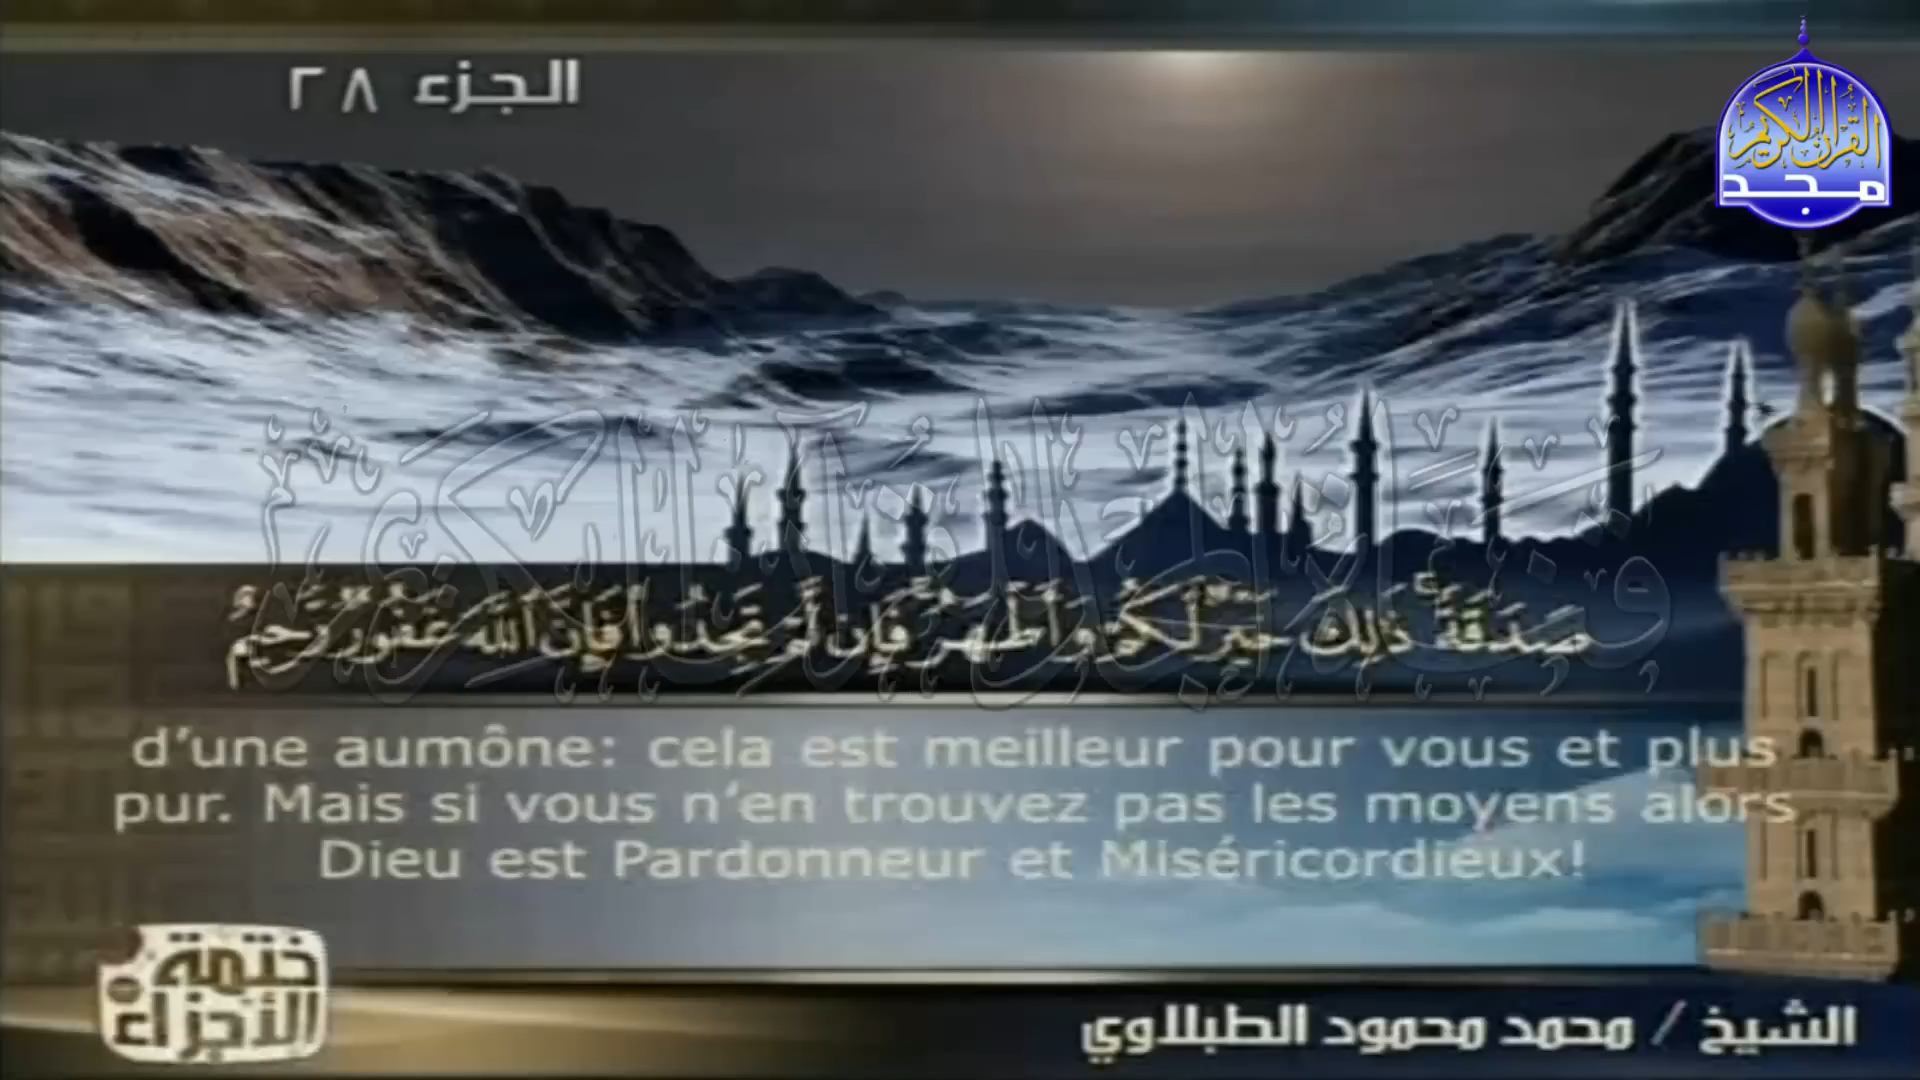 الجزء ٢٨
القرآن الكريم
مجد
صَدَقَةً ذَٰلِكَ خَيْرٌ لَّكُمْ وَأَطْهَرُ فَإِن لَّمْ تَجِدُوا فَإِنَّ ٱللَّهَ غَفُورٌ رَّحِيمٌ
d’une aumône: cela est meilleur pour vous et plus
pur. Mais si vous n’en trouvez pas les moyens alors
Dieu est Pardonneur et Miséricordieux!
ختمة
الأجزاء
الشيخ / محمد محمود الطبلاوي